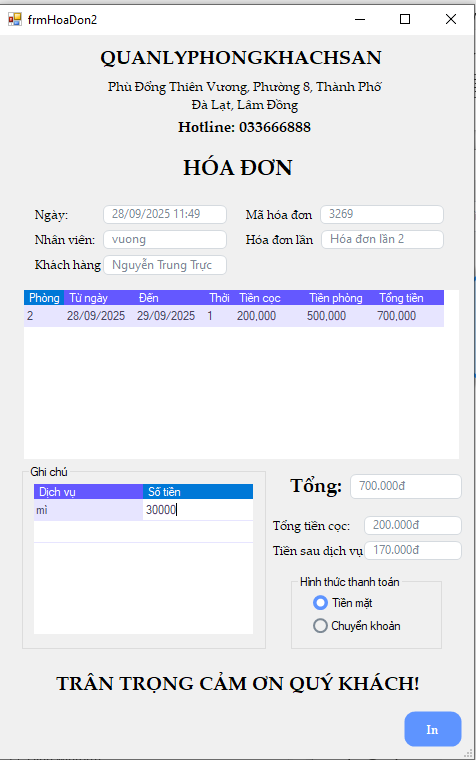 frmHoaDon2
QUANLYPHONGKHACHSAN
Phù Đổng Thiên Vương, Phường 8, Thành Phố
Đà Lạt, Lâm Đồng
Hotline: 033666888
HÓA ĐƠN
Ngày: 28/09/2025 11:49 Mã hóa đơn 3269
Nhân viên: vuong Hóa đơn lần Hóa đơn lần 2
Khách hàng Nguyễn Trung Trực
Phòng Từ ngày Đến Thời Tiền cọc Tiền phòng Tổng tiền
2 28/09/2025 29/09/2025 1 200,000 500,000 700,000
Ghi chú
Dịch vụ Số tiền
mì 30000
Tổng: 700.000đ
Tổng tiền cọc: 200.000đ
Tiền sau dịch vụ 170.000đ
Hình thức thanh toán
Tiền mặt
Chuyển khoản
TRÂN TRỌNG CẢM ƠN QUÝ KHÁCH!
In